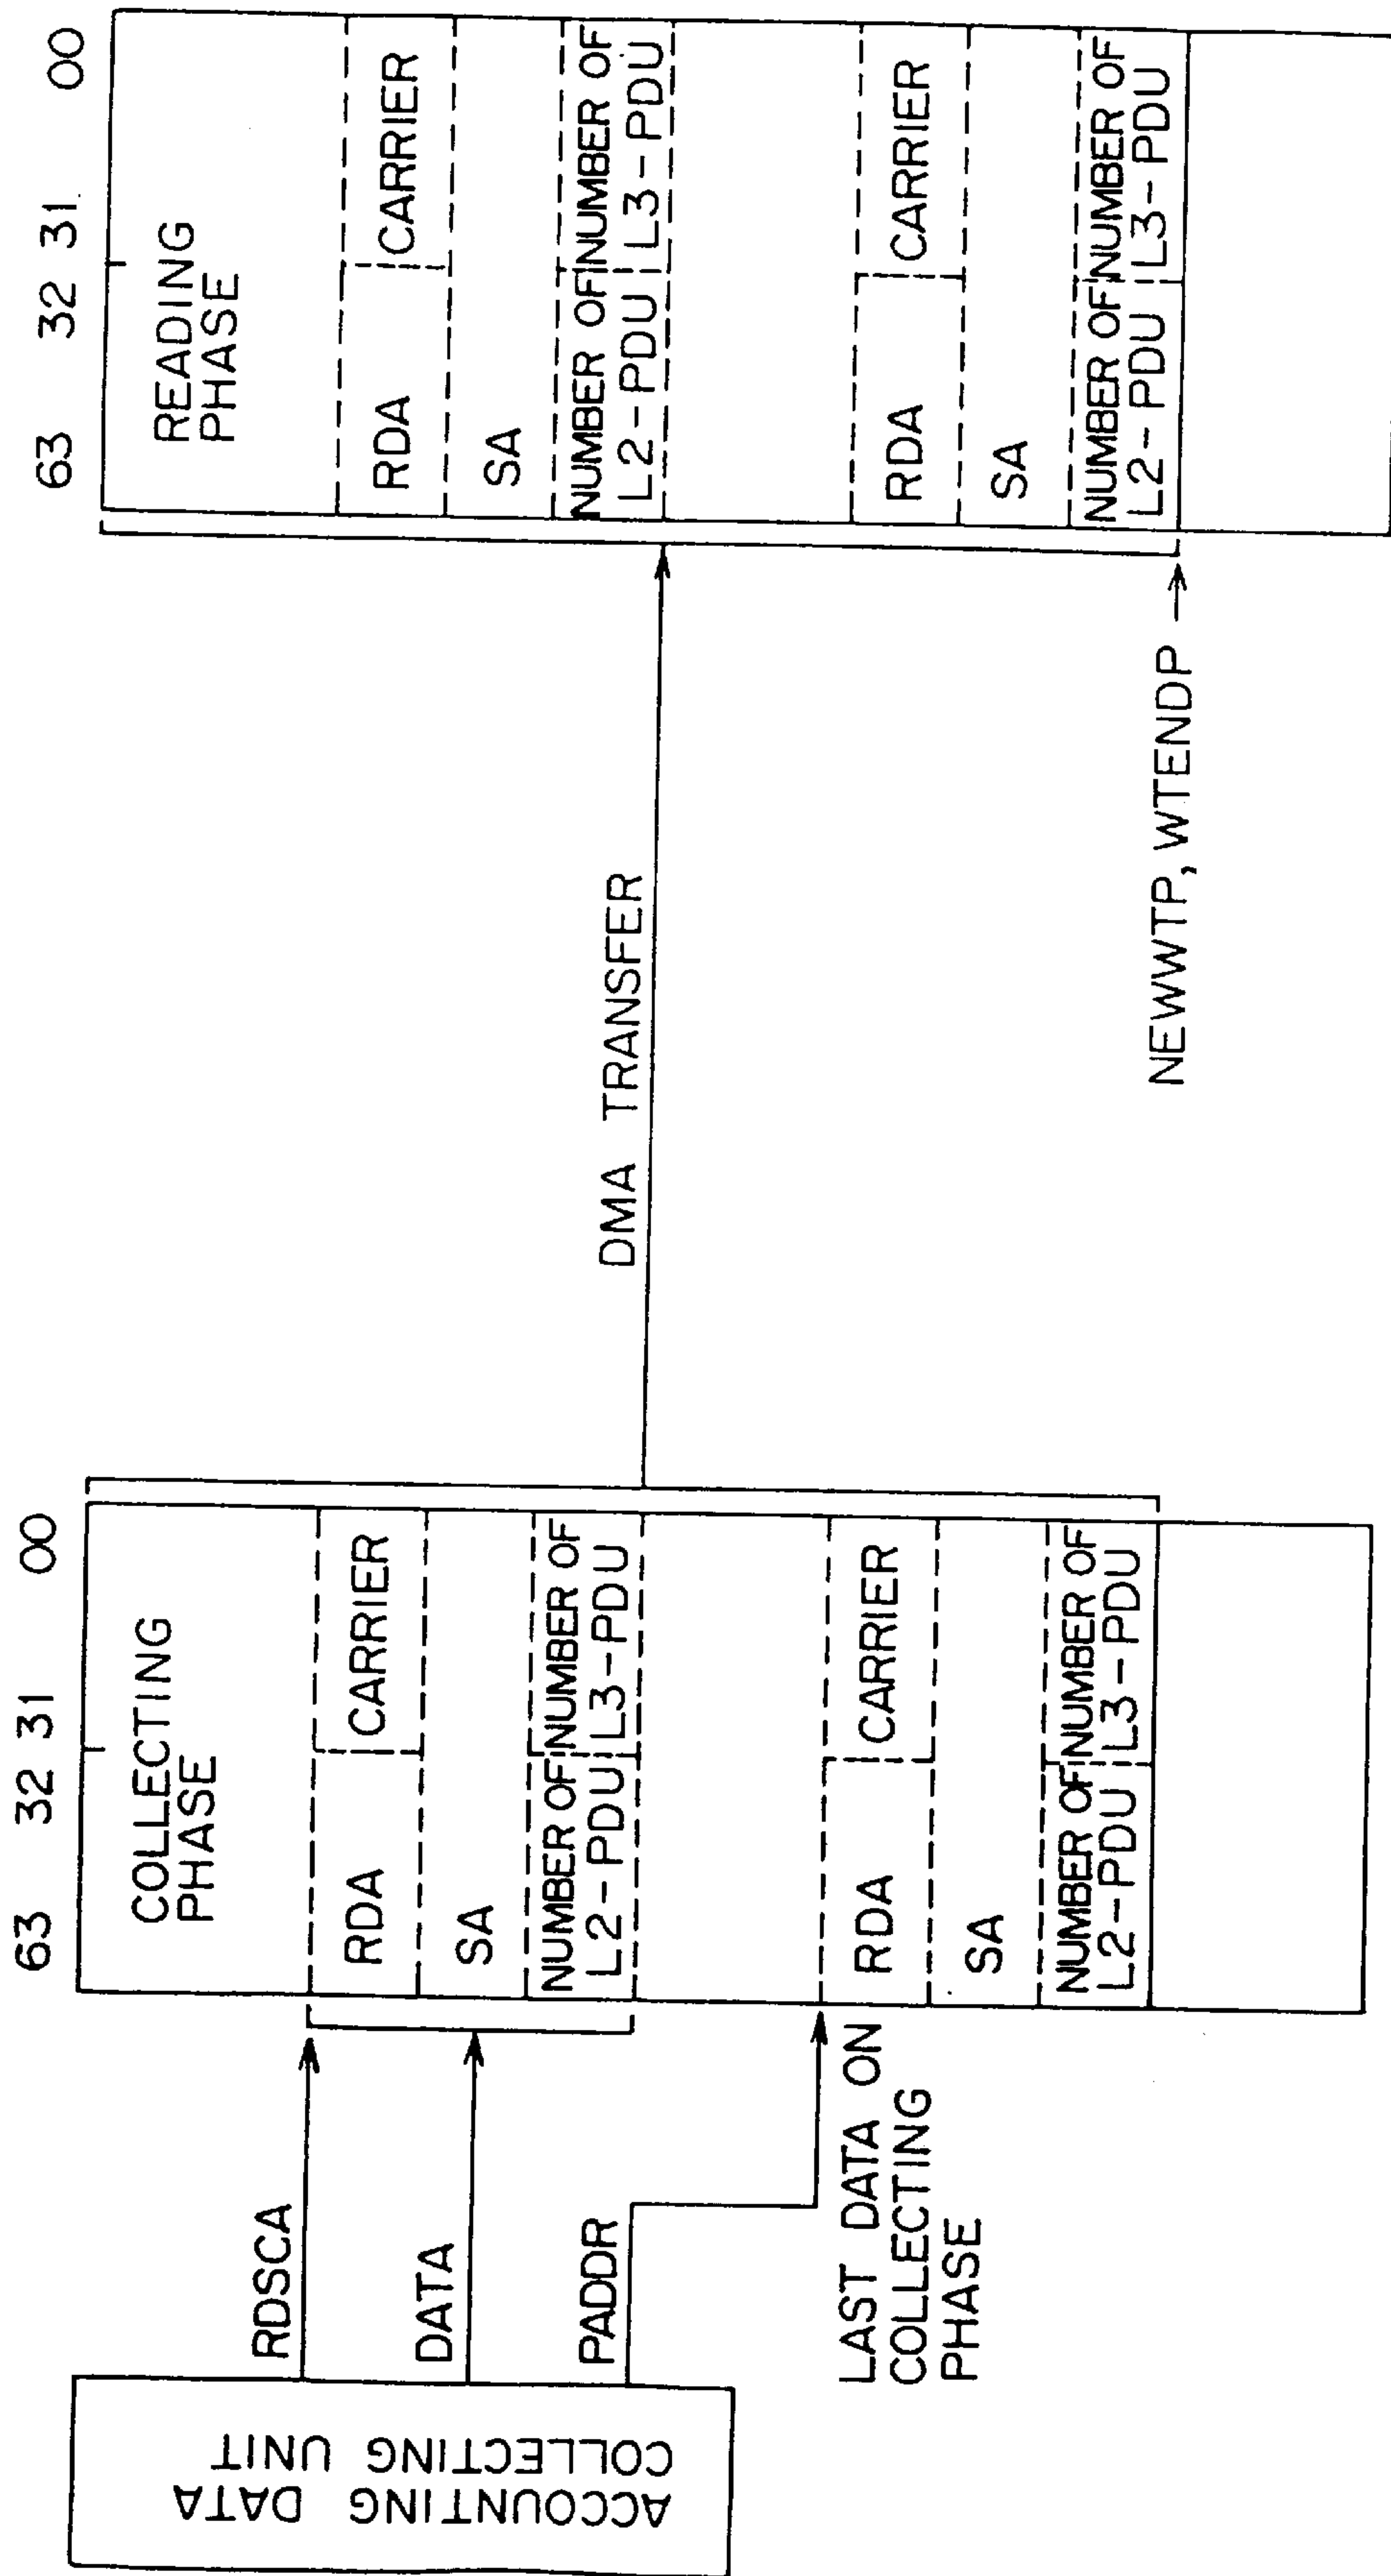 ACCOUNTING DATA
COLLECTING UNIT
RDSCA
DATA
PADDR
LAST DATA ON
COLLECTING
PHASE
63 32 31 00
COLLECTING
PHASE
RDA CARRIER
SA
NUMBER OF NUMBER OF
L2-PDU L3-PDU
RDA CARRIER
SA
NUMBER OF NUMBER OF
L2-PDU L3-PDU
DMA TRANSFER
NEWWTP, WTENDP
63 32 31 00
READING
PHASE
RDA CARRIER
SA
NUMBER OF NUMBER OF
L2-PDU L3-PDU
RDA CARRIER
SA
NUMBER OF NUMBER OF
L2-PDU L3-PDU